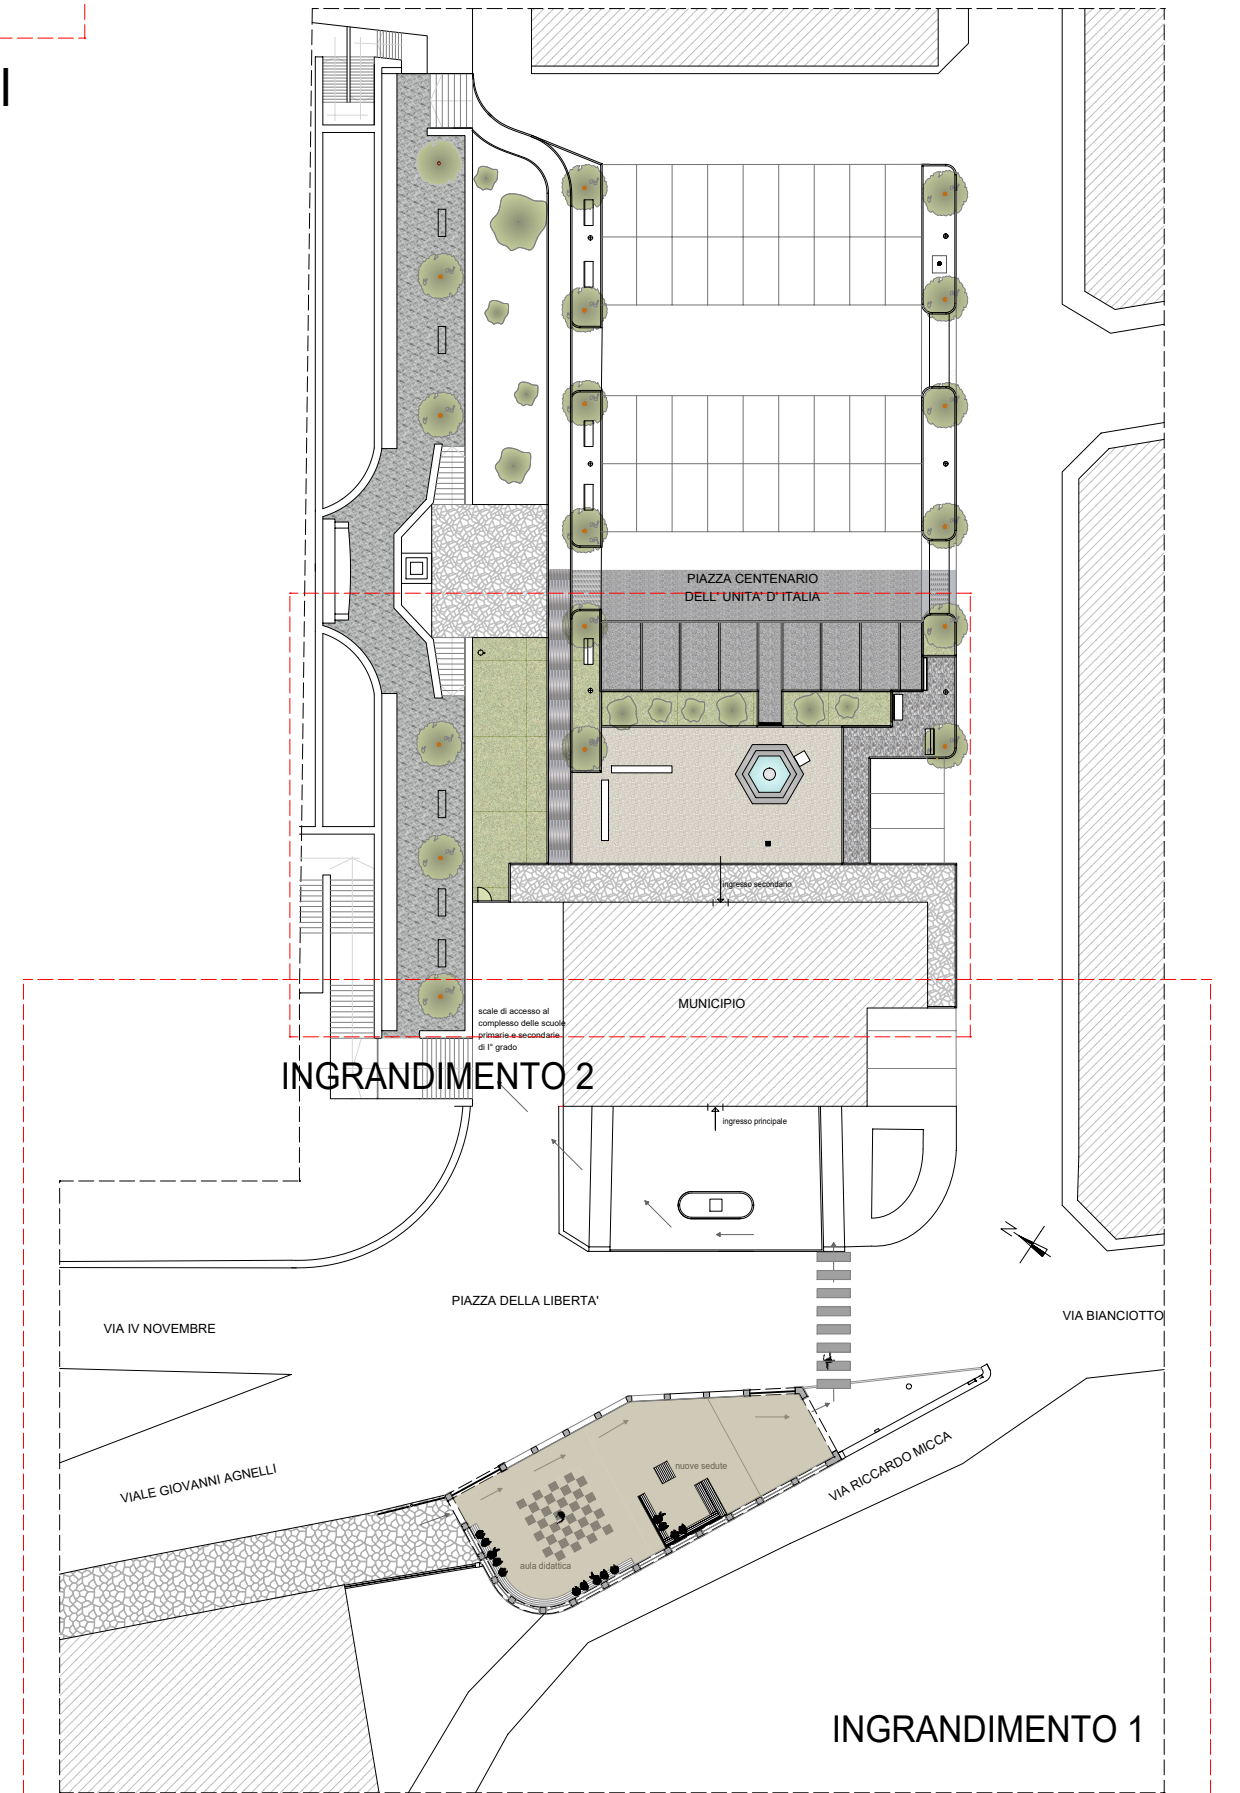 I
PIAZZA CENTENARIO
DELL' UNITA' D' ITALIA
ingresso secondario
MUNICIPIO
scale di accesso al
complesso delle scuole
primarie e secondarie
di I° grado
INGRANDIMENTO 2
ingresso principale
N
PIAZZA DELLA LIBERTA'
VIA IV NOVEMBRE
VIA BIANCIOTTO
VIALE GIOVANNI AGNELLI
VIA RICCARDO MICCA
nuove sedute
aula didattica
INGRANDIMENTO 1